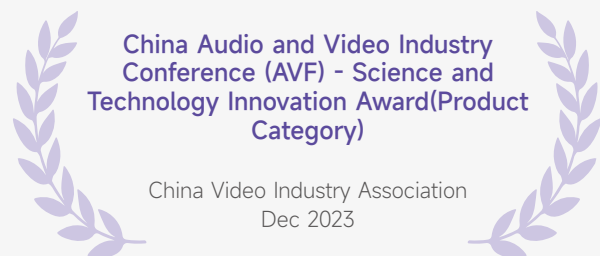 China Audio and Video Industry
Conference (AVF) - Science and
Technology Innovation Award(Product
Category)
China Video Industry Association
Dec 2023